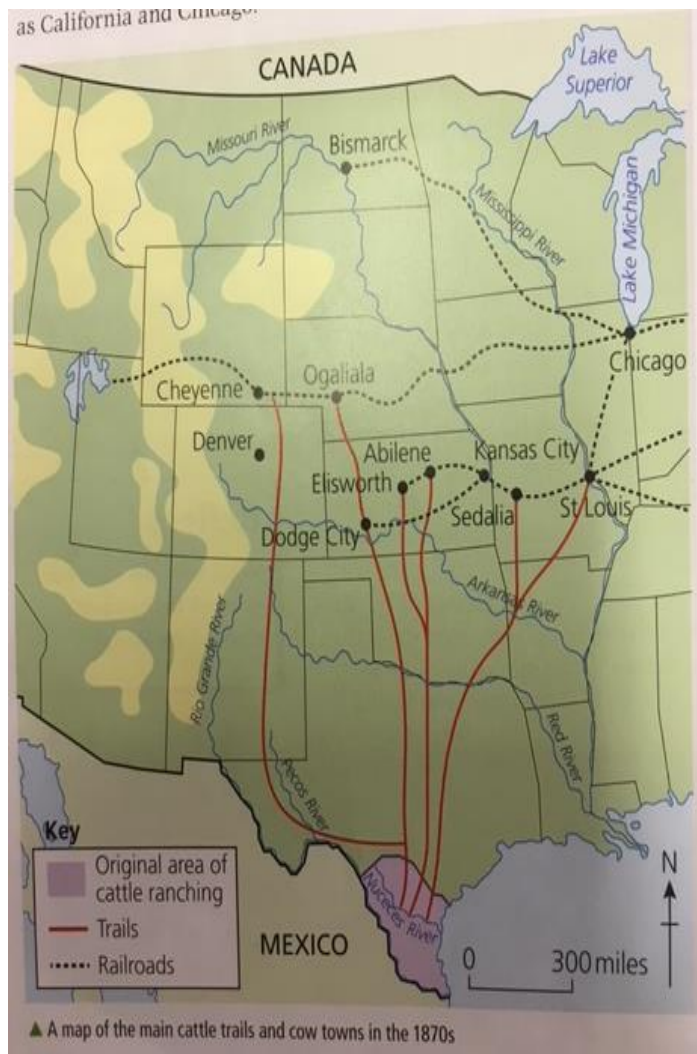 as California and Chicago.
CANADA
Lake
Superior
Missouri River
Bismarck
Mississippi River
Lake Michigan
Chicago
Cheyenne
Ogaliala
Denver
Abilene
Kansas City
Elisworth
Sedalia
St Louis
Dodge City
Arkansas River
Rio Grande River
Red River
Pecos River
Nueces River
MEXICO
Key
Original area of
cattle ranching
Trails
Railroads
N
0 300 miles
▲ A map of the main cattle trails and cow towns in the 1870s